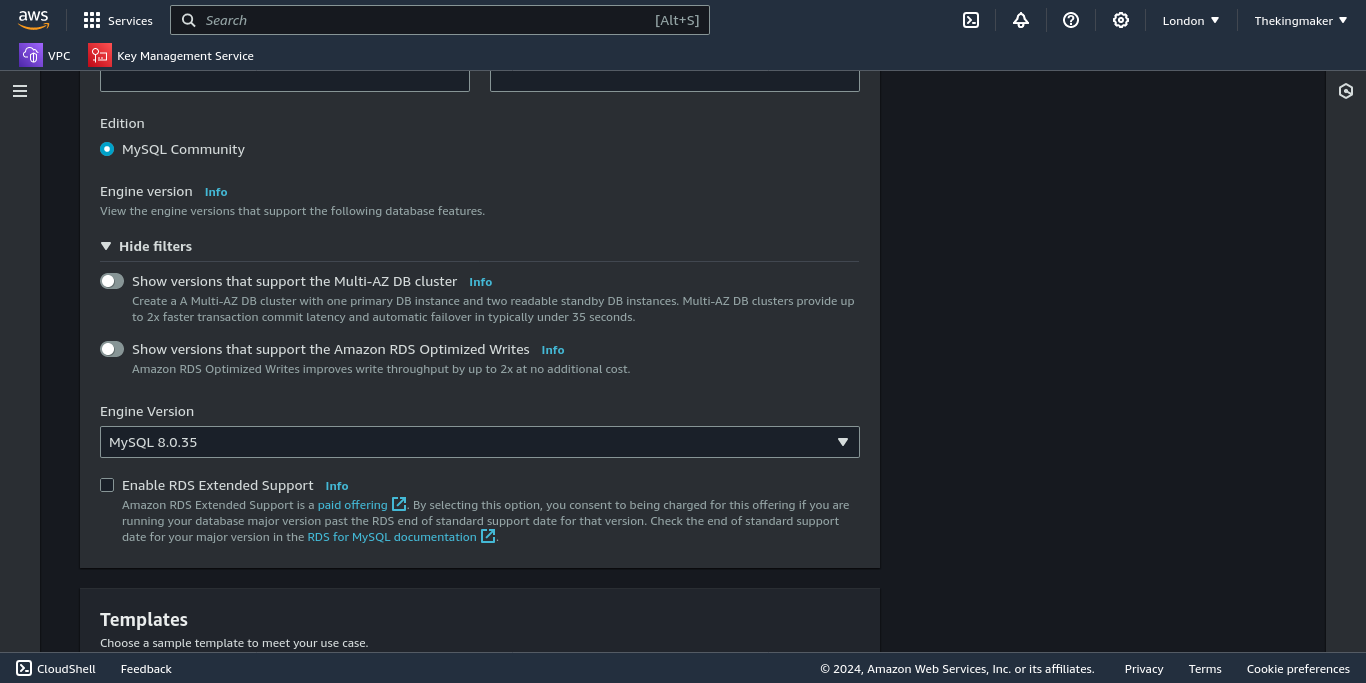 aws
Services
Search
[Alt+S]
London
Thekingmaker
VPC
Key Management Service
Edition
MySQL Community
Engine version Info
View the engine versions that support the following database features.
Hide filters
Show versions that support the Multi-AZ DB cluster Info
Create a A Multi-AZ DB cluster with one primary DB instance and two readable standby DB instances. Multi-AZ DB clusters provide up
to 2x faster transaction commit latency and automatic failover in typically under 35 seconds.
Show versions that support the Amazon RDS Optimized Writes Info
Amazon RDS Optimized Writes improves write throughput by up to 2x at no additional cost.
Engine Version
MySQL 8.0.35
Enable RDS Extended Support Info
Amazon RDS Extended Support is a paid offering. By selecting this option, you consent to being charged for this offering if you are
running your database major version past the RDS end of standard support date for that version. Check the end of standard support
date for your major version in the RDS for MySQL documentation.
Templates
Choose a sample template to meet your use case.
CloudShell
Feedback
© 2024, Amazon Web Services, Inc. or its affiliates.
Privacy
Terms
Cookie preferences